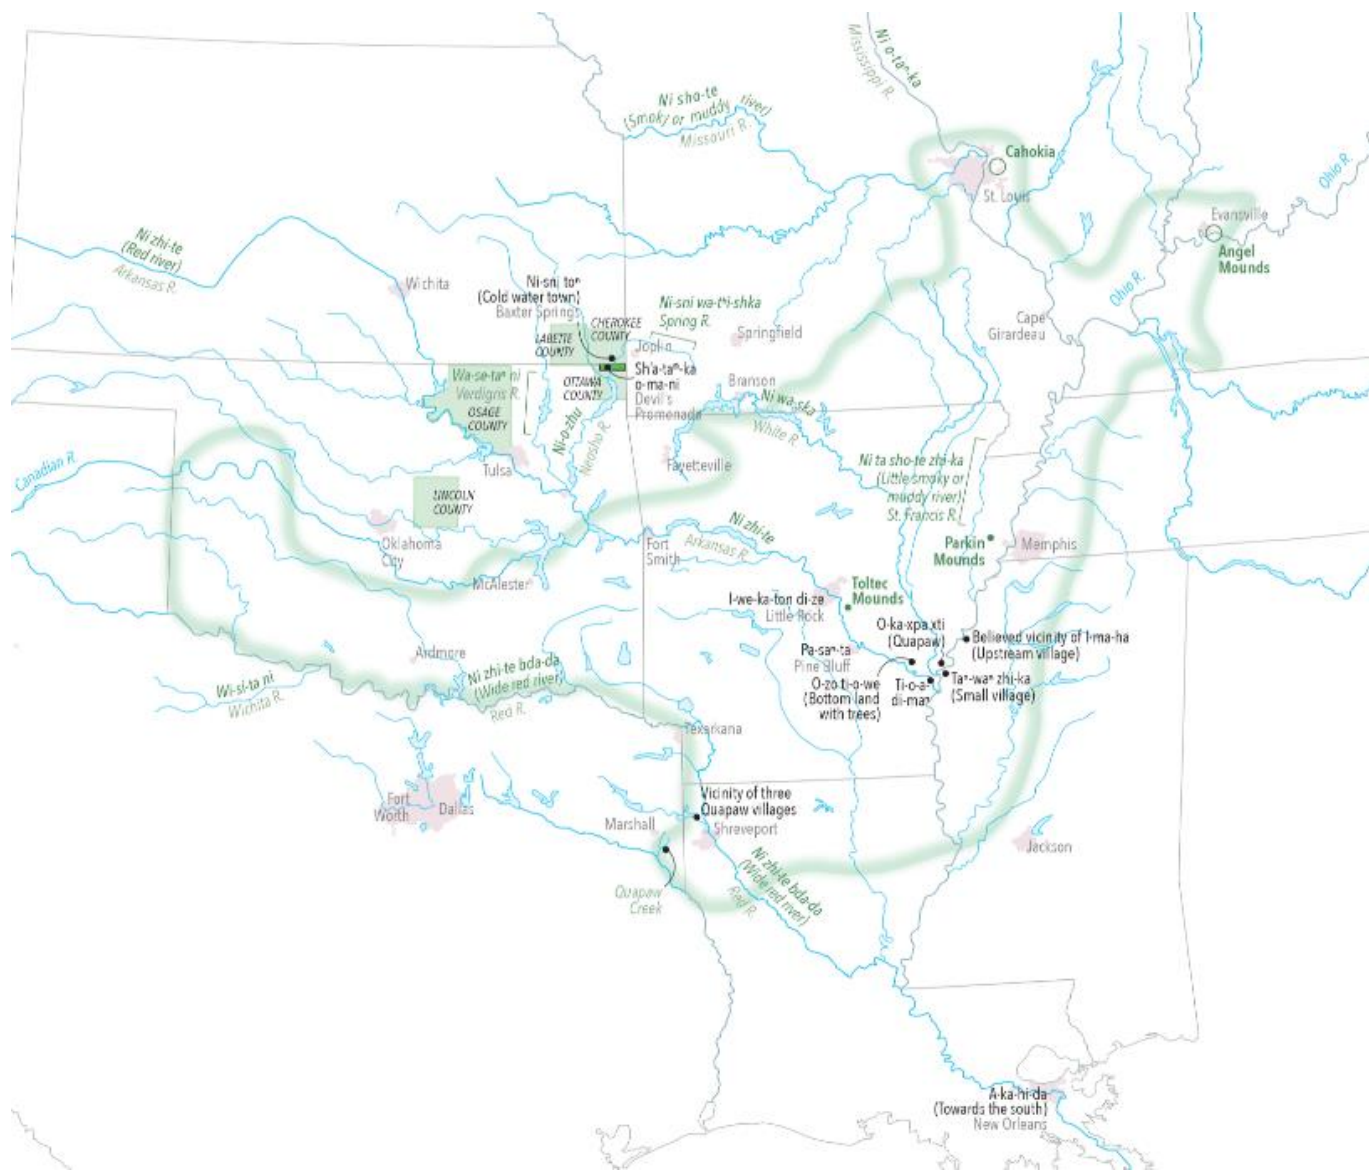 Ni o-taⁿ-ka
Mississippi R.
Ni sho-te
(Smoky or muddy river)
Missouri R.
Cahokia
St. Louis
Ohio R.
Evansville
Angel
Mounds
Ni zhi-te
(Red river)
Arkansas R.
Wichita
Ni-sni toⁿ
(Cold water town)
Baxter Springs
CHEROKEE
COUNTY
LABETTE
COUNTY
Ni-sni wa-tʰi-shka
Spring R.
Joplin
Springfield
Ohio R.
Cape
Girardeau
Wa-se-taⁿ ni
Verdigris R.
OSAGE
COUNTY
OTTAWA
COUNTY
Sh'a-taⁿ-ka
o-ma-ni
Devil's
Promenade
Branson
Ni wa-ska
White R.
Ni-o-zhu
Neosho R.
Tulsa
Fayetteville
Canadian R.
LINCOLN
COUNTY
Ni ta sho-te zhi-ka
(Little smoky or
muddy river)
St. Francis R.
Oklahoma
City
Fort
Smith
Ni zhi-te
Arkansas R.
Parkin
Mounds
Memphis
McAlester
Toltec
Mounds
I-we-ka-ton di-ze
Little Rock
O-ka-xpa xti
(Quapaw)
Believed vicinity of I-ma-ha
(Upstream village)
Pa-saⁿ-ta
Pine Bluff
O-zo ti-o-we
(Bottom land
with trees)
Ti-o-aⁿ
di-maⁿ
Taⁿ-waⁿ zhi-ka
(Small village)
Ardmore
Ni zhi-te bda-da
(Wide red river)
Red R.
Wi-si-ta ni
Wichita R.
Texarkana
Fort
Worth
Dallas
Vicinity of three
Quapaw villages
Marshall
Shreveport
Jackson
Ni zhi-te bda-da
(Wide red river)
Red R.
Quapaw
Creek
A-ka-hi-da
(Towards the south)
New Orleans